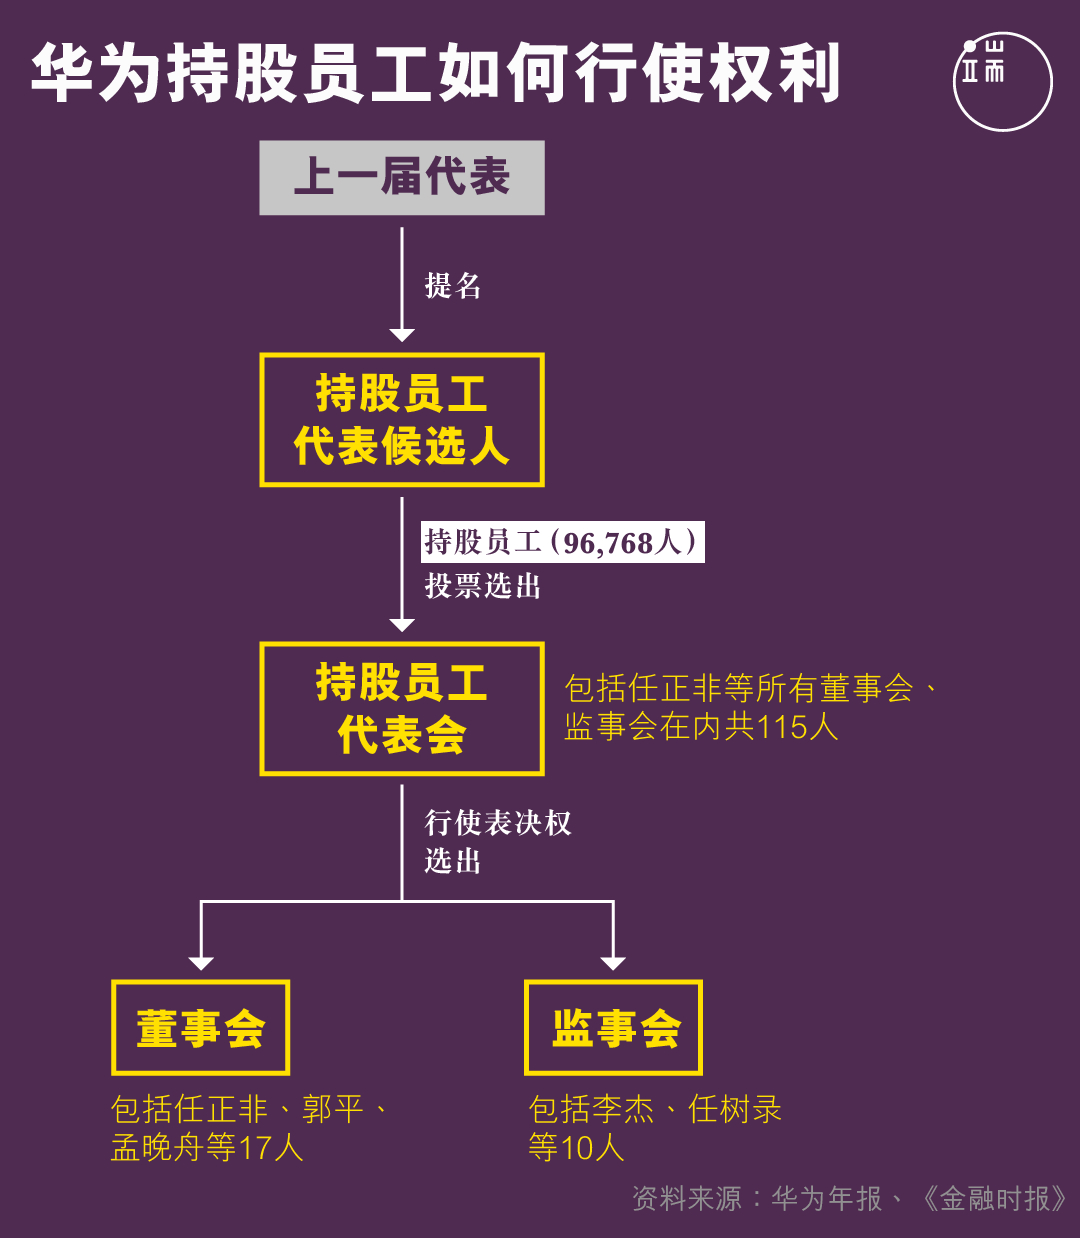 华为持股员工如何行使权利
端
上一届代表
提名
持股员工
代表候选人
持股员工(96,768人)
投票选出
持股员工
代表会
包括任正非等所有董事会、
监事会在内共115人
行使表决权
选出
董事会
监事会
包括任正非、郭平、
孟晚舟等17人
包括李杰、任树录
等10人
资料来源：华为年报、《金融时报》